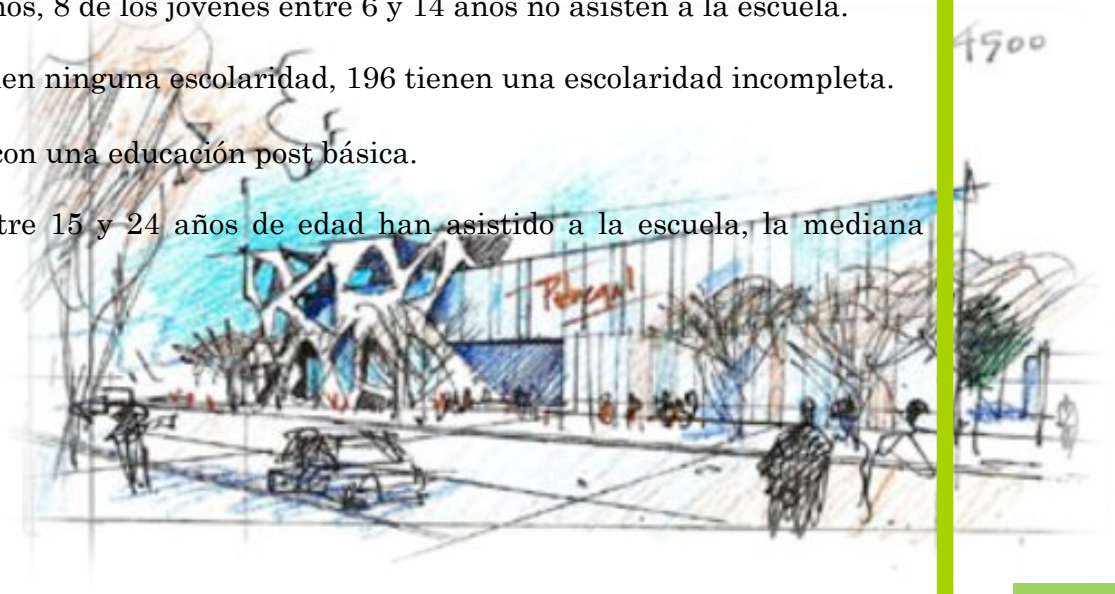 nos, 8 de los jóvenes entre 6 y 14 años no asisten a la escuela.
4500
en ninguna escolaridad, 196 tienen una escolaridad incompleta.
con una educación post básica.
tre 15 y 24 años de edad han asistido a la escuela, la mediana